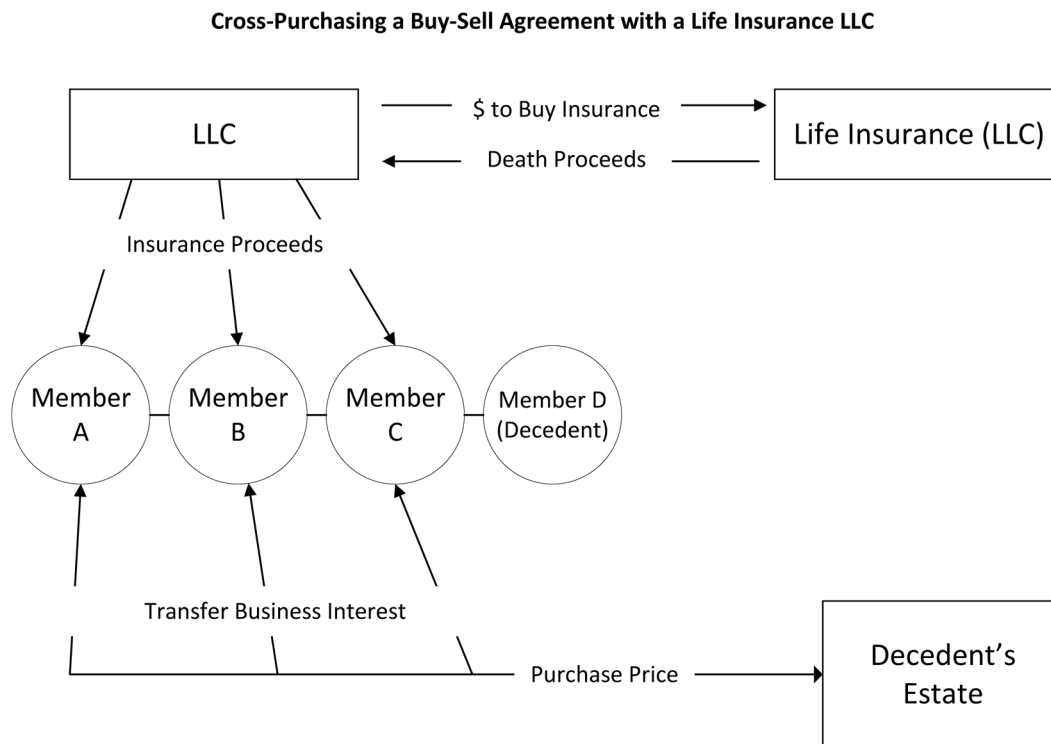 Cross-Purchasing a Buy-Sell Agreement with a Life Insurance LLC
LLC
$ to Buy Insurance
Death Proceeds
Life Insurance (LLC)
Insurance Proceeds
Member
A
Member
B
Member
C
Member D
(Decedent)
Transfer Business Interest
Purchase Price
Decedent’s
Estate